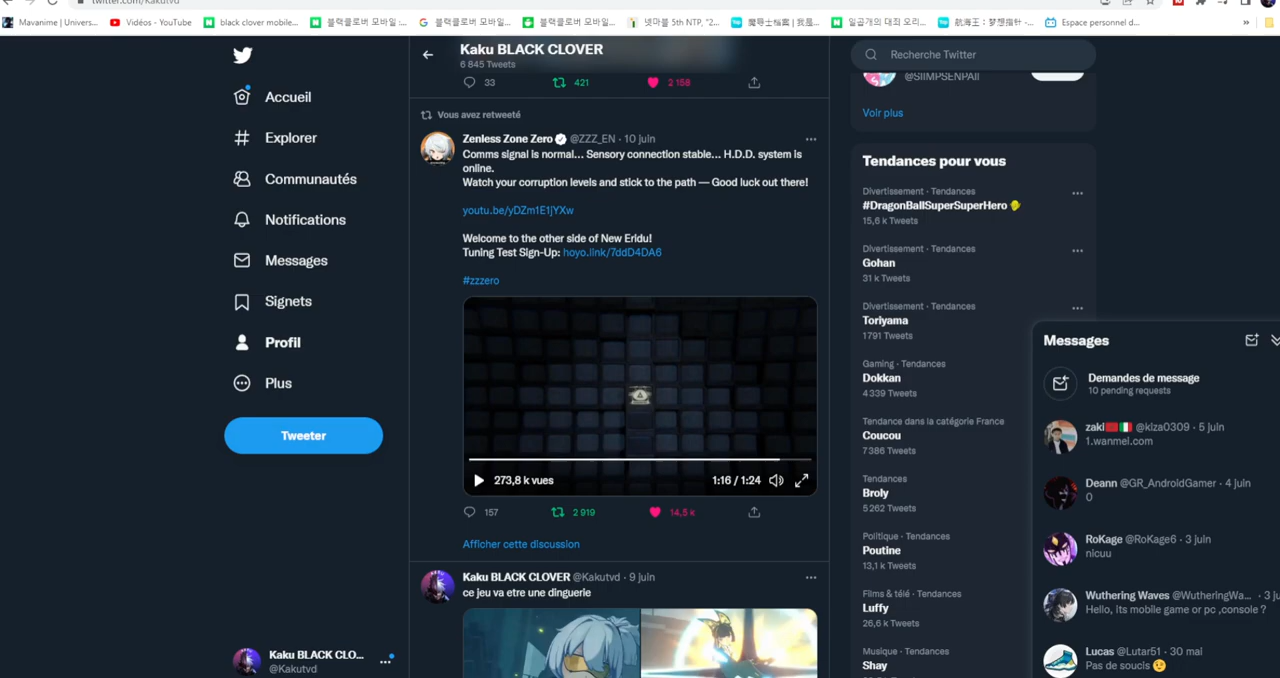 twitter.com/Kakutvd
Mavanime | Univers...
Vidéos - YouTube
black clover mobile...
블랙클로버 모바일 :...
블랙클로버 모바일...
블랙클로버 모바일...
넷마블 5th NTP, "2...
魔导士档案 | 我是...
일곱개의 대죄 오리...
航海王：梦想指针 -...
Espace personnel d...
»
Accueil
Explorer
Communautés
Notifications
Messages
Signets
Profil
Plus
Tweeter
Kaku BLACK CLO...
@Kakutvd
Kaku BLACK CLOVER
6 845 Tweets
33
421
2 158
Vous avez retweeté
Zenless Zone Zero @ZZZ_EN · 10 juin
Comms signal is normal... Sensory connection stable... H.D.D. system is
online.
Watch your corruption levels and stick to the path — Good luck out there!
youtu.be/yDZm1E1jYXw
Welcome to the other side of New Eridu!
Tuning Test Sign-Up: hoyo.link/7ddD4DA6
#zzzero
273,8 k vues
1:16 / 1:24
157
2 919
14,5 k
Afficher cette discussion
Kaku BLACK CLOVER @Kakutvd · 9 juin
ce jeu va etre une dinguerie
Recherche Twitter
@SIIMPSENPAII
Voir plus
Tendances pour vous
Divertissement · Tendances
#DragonBallSuperSuperHero
15,6 k Tweets
Divertissement · Tendances
Gohan
31 k Tweets
Divertissement · Tendances
Toriyama
1 791 Tweets
Gaming · Tendances
Dokkan
4 339 Tweets
Tendance dans la catégorie France
Coucou
7 386 Tweets
Tendances
Broly
5 262 Tweets
Politique · Tendances
Poutine
13,1 k Tweets
Films & télé · Tendances
Luffy
26,6 k Tweets
Musique · Tendances
Shay
Messages
Demandes de message
10 pending requests
zaki @kiza0309 · 5 juin
1.wanmel.com
Deann @GR_AndroidGamer · 4 juin
0
RoKage @RoKage6 · 3 juin
nicuu
Wuthering Waves @WutheringWa... · 3 ju
Hello, Its mobile game or pc ,console ?
Lucas @Lutar51 · 30 mai
Pas de soucis